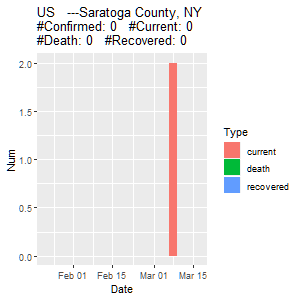 US   ---Saratoga County, NY
#Confirmed: 0   #Current: 0
#Death: 0   #Recovered: 0
Num
2.0
1.5
1.0
0.5
0.0
Feb 01   Feb 15   Mar 01   Mar 15
Date
Type
current
death
recovered